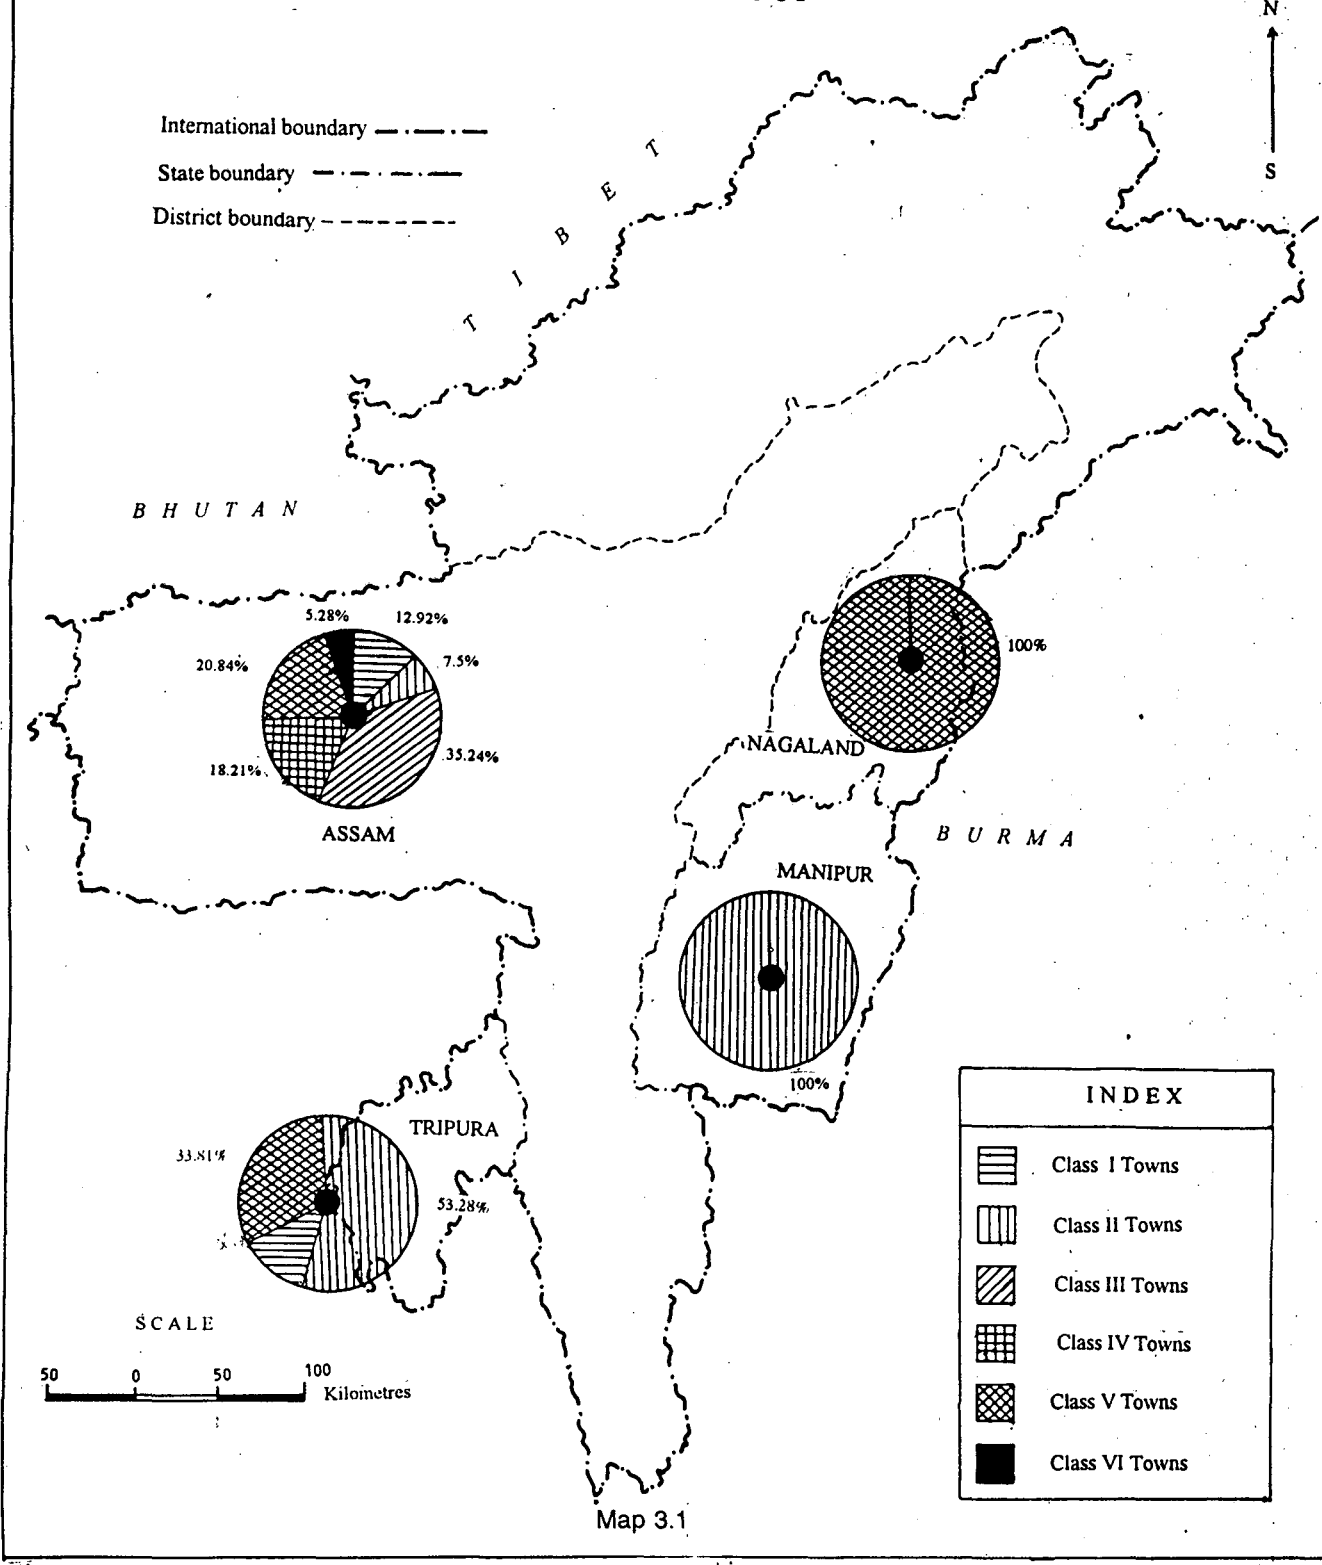 N
International boundary
State boundary
District boundary
S
T I B E T
B H U T A N
5.28%
12.92%
20.84%
7.5%
100%
35.24%
18.21%
NAGALAND
ASSAM
B U R M A
MANIPUR
100%
TRIPURA
33.81%
53.28%
INDEX
Class I Towns
Class II Towns
Class III Towns
Class IV Towns
Class V Towns
Class VI Towns
SCALE
50 0 50 100
Kilometres
Map 3.1